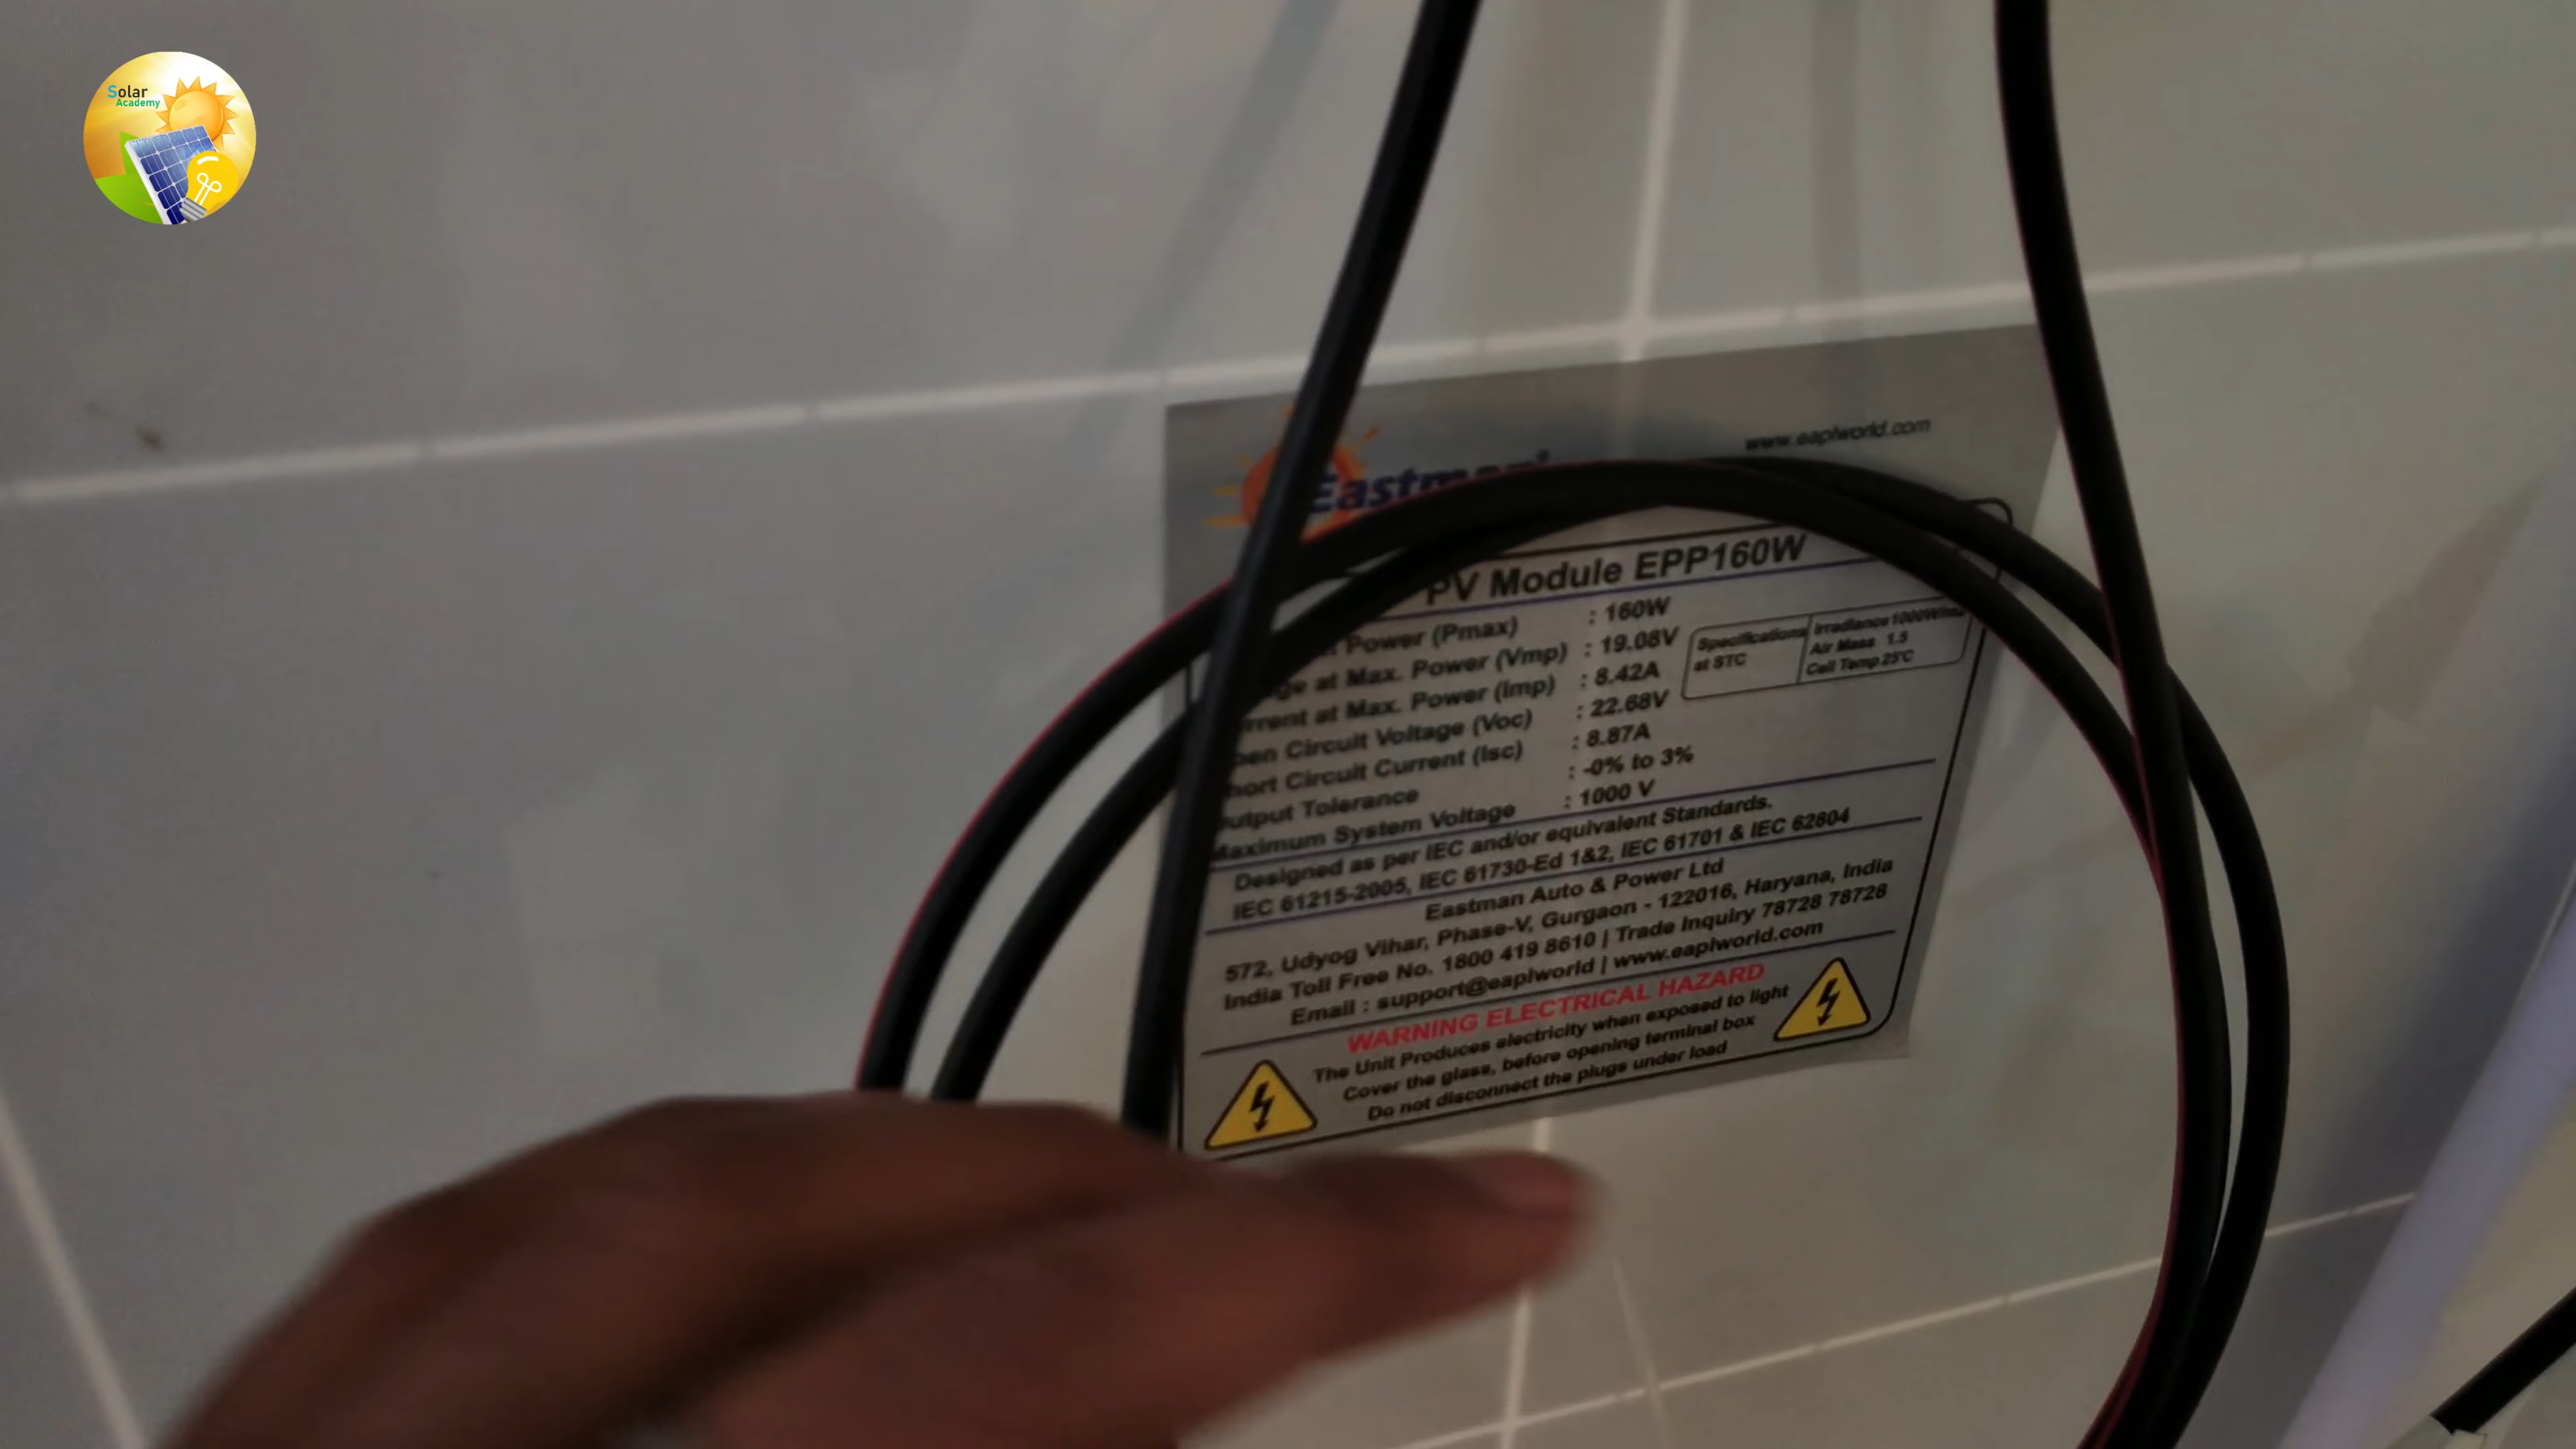 Solar
Academy
www.eaplworld.com
PV Module EPP160W
Power (Pmax) : 160W
at Max. Power (Vmp) : 19.08V
at Max. Power (Imp) : 8.42A
Circuit Voltage (Voc) : 22.68V
Circuit Current (Isc) : 8.87A
Tolerance : -0% to 3%
Maximum System Voltage : 1000 V
Specifications
at STC
Irradiance 1000W/m2
Air Mass 1.5
Cell Temp 25°C
Designed as per IEC and/or equivalent Standards.
IEC 61215-2005, IEC 61730-Ed 1&2, IEC 61701 & IEC 62804
Eastman Auto & Power Ltd
572, Udyog Vihar, Phase-V, Gurgaon - 122016, Haryana, India
India Toll Free No. 1800 419 8610 | Trade Inquiry 78728 78728
Email : support@eaplworld | www.eaplworld.com
WARNING ELECTRICAL HAZARD
The Unit Produces electricity when exposed to light
Cover the glass, before opening terminal box
Do not disconnect the plugs under load